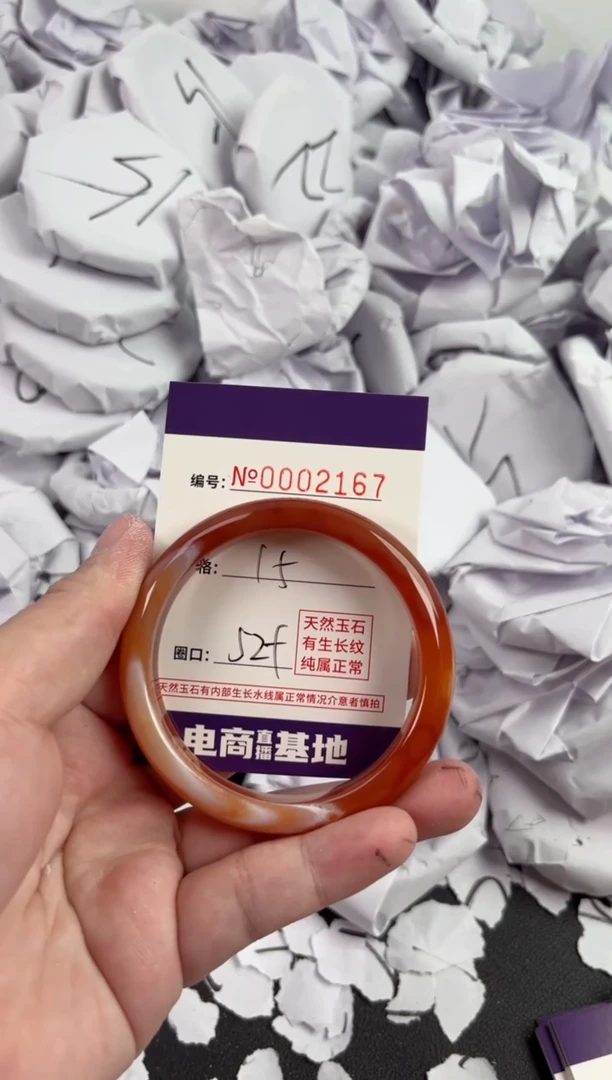 51
编号：№0002167
格：15
圈口：52+
天然玉石
有生长纹
纯属正常
天然玉石有内部生长水线属正常情况介意者慎拍
电商直播基地